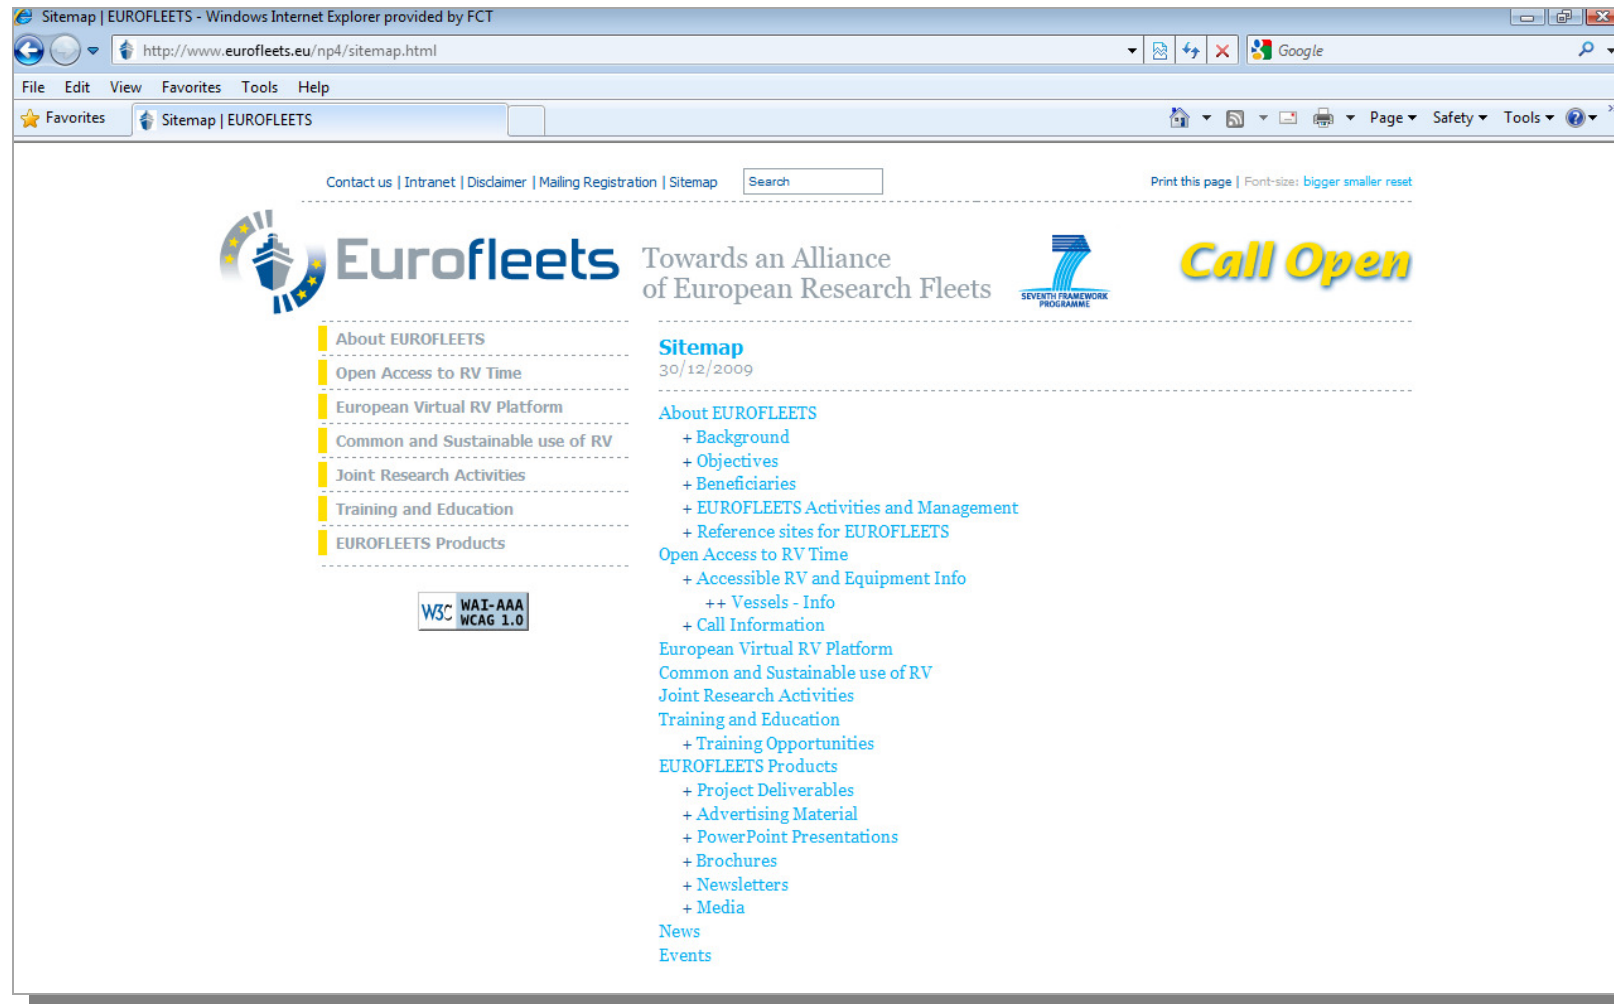 Sitemap | EUROFLEETS - Windows Internet Explorer provided by FCT
http://www.eurofleets.eu/np4/sitemap.html
Google
File Edit View Favorites Tools Help
Favorites
Sitemap | EUROFLEETS
Page Safety Tools
Contact us | Intranet | Disclaimer | Mailing Registration | Sitemap
Search
Print this page | Font-size: bigger smaller reset
Eurofleets
Towards an Alliance
of European Research Fleets
7
SEVENTH FRAMEWORK
PROGRAMME
Call Open
About EUROFLEETS
Open Access to RV Time
European Virtual RV Platform
Common and Sustainable use of RV
Joint Research Activities
Training and Education
EUROFLEETS Products
W3C WAI-AAA
WCAG 1.0
Sitemap
30/12/2009
About EUROFLEETS
+ Background
+ Objectives
+ Beneficiaries
+ EUROFLEETS Activities and Management
+ Reference sites for EUROFLEETS
Open Access to RV Time
+ Accessible RV and Equipment Info
++ Vessels - Info
+ Call Information
European Virtual RV Platform
Common and Sustainable use of RV
Joint Research Activities
Training and Education
+ Training Opportunities
EUROFLEETS Products
+ Project Deliverables
+ Advertising Material
+ PowerPoint Presentations
+ Brochures
+ Newsletters
+ Media
News
Events